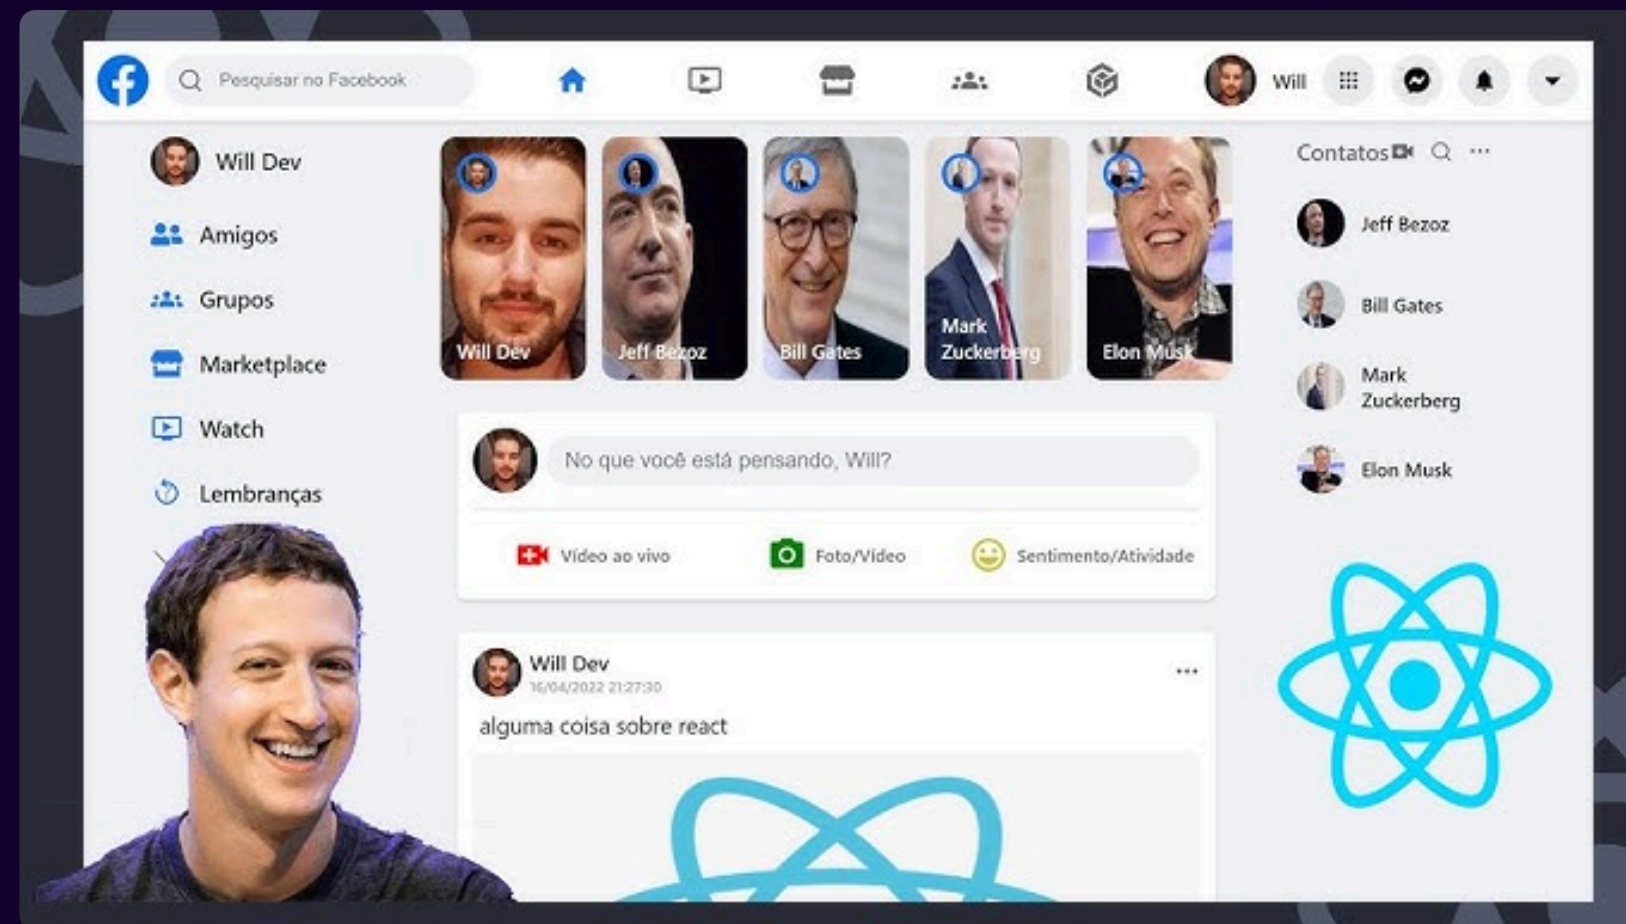 Pesquisar no Facebook
Will
Will Dev
Amigos
Grupos
Marketplace
Watch
Lembranças
Will Dev
Jeff Bezoz
Bill Gates
Mark
Zuckerberg
Elon Musk
No que você está pensando, Will?
Vídeo ao vivo
Foto/Vídeo
Sentimento/Atividade
Will Dev
16/04/2022 21:27:30
alguma coisa sobre react
Contatos
Jeff Bezoz
Bill Gates
Mark
Zuckerberg
Elon Musk